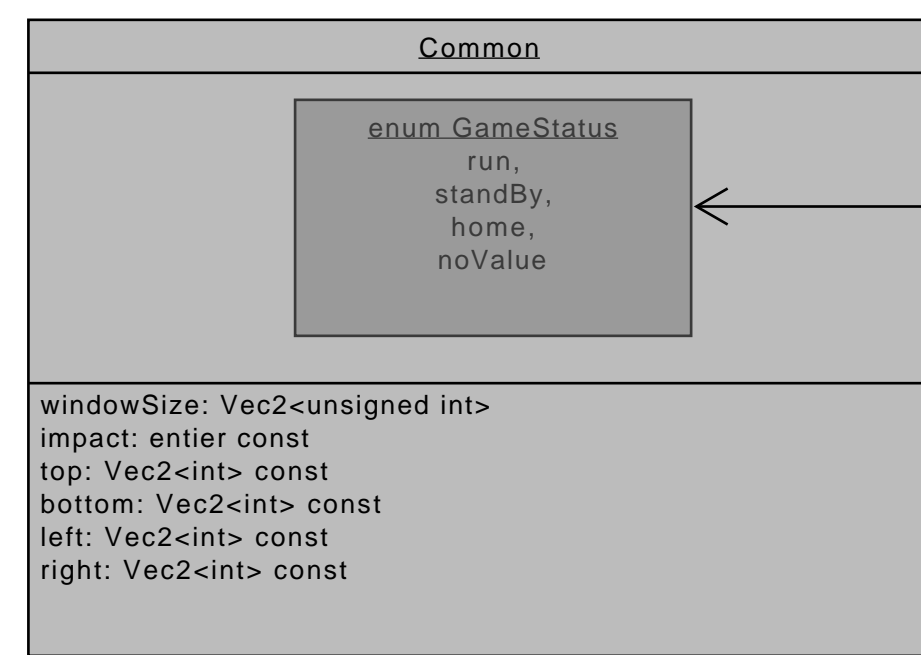 Common
enum GameStatus
run,
standBy,
home,
noValue
windowSize: Vec2<unsigned int>
impact: entier const
top: Vec2<int> const
bottom: Vec2<int> const
left: Vec2<int> const
right: Vec2<int> const